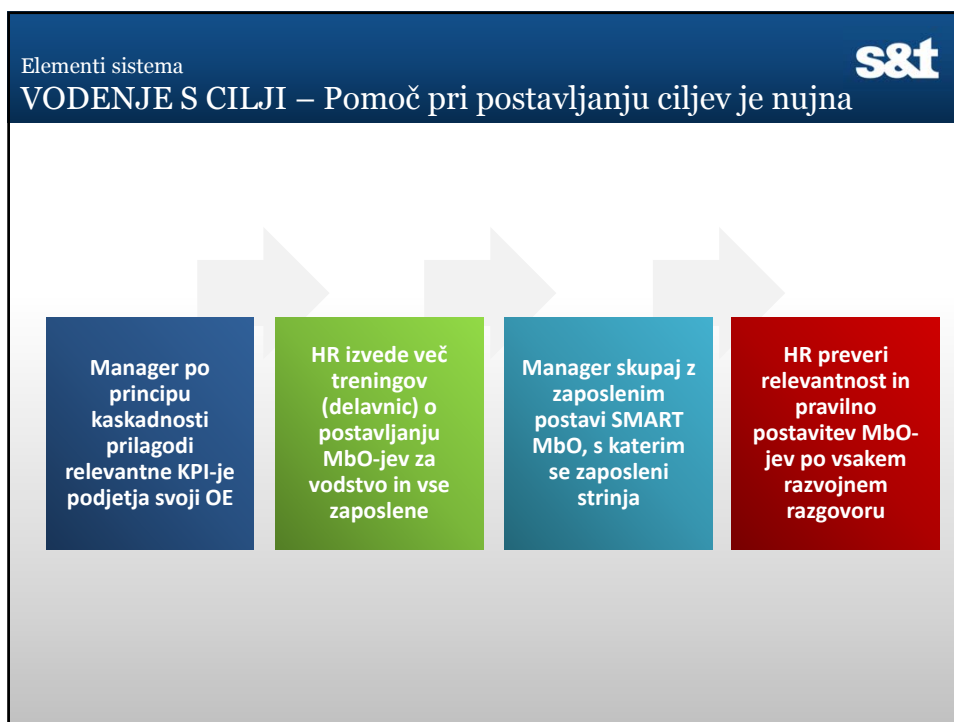 Elementi sistema
s&t
VODENJE S CILJI – Pomoč pri postavljanju ciljev je nujna
Manager po
principu
kaskadnosti
prilagodi
relevantne KPI-je
podjetja svoji OE
HR izvede več
treningov
(delavnic) o
postavljanju
MbO-jev za
vodstvo in vse
zaposlene
Manager skupaj z
zaposlenim
postavi SMART
MbO, s katerim
se zaposleni
strinja
HR preveri
relevantnost in
pravilno
postavitev MbO-
jev po vsakem
razvojnem
razgovoru